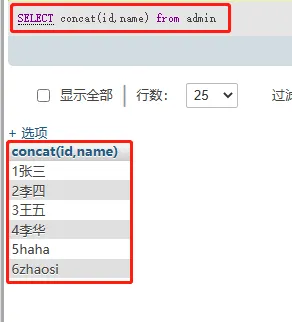 SELECT concat(id,name) from admin
显示全部 行数: 25 过滤
+ 选项
concat(id,name)
1张三
2李四
3王五
4李华
5haha
6zhaosi